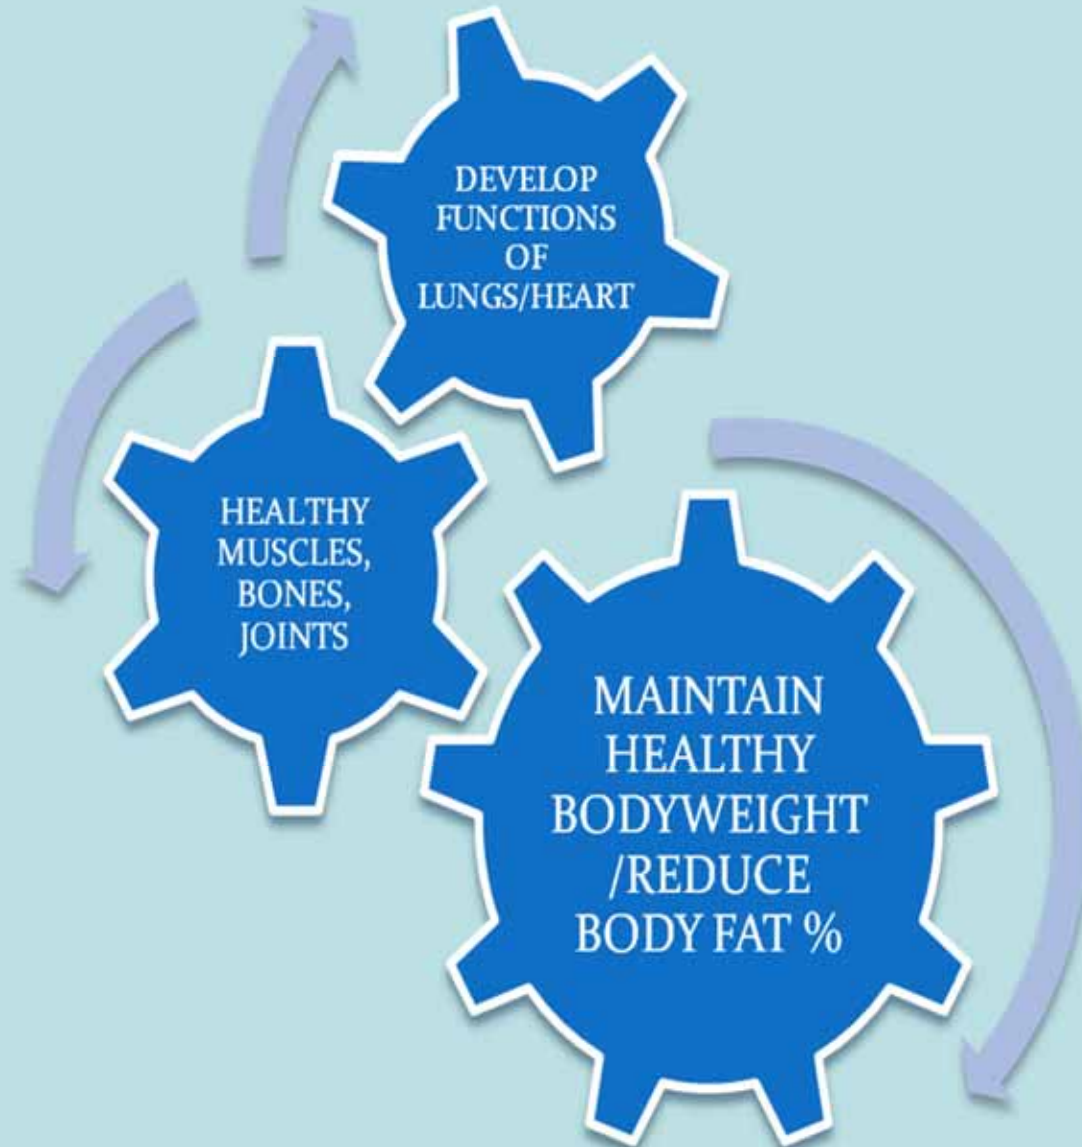 DEVELOP
FUNCTIONS
OF
LUNGS/HEART
HEALTHY
MUSCLES,
BONES,
JOINTS
MAINTAIN
HEALTHY
BODYWEIGHT
/REDUCE
BODY FAT %